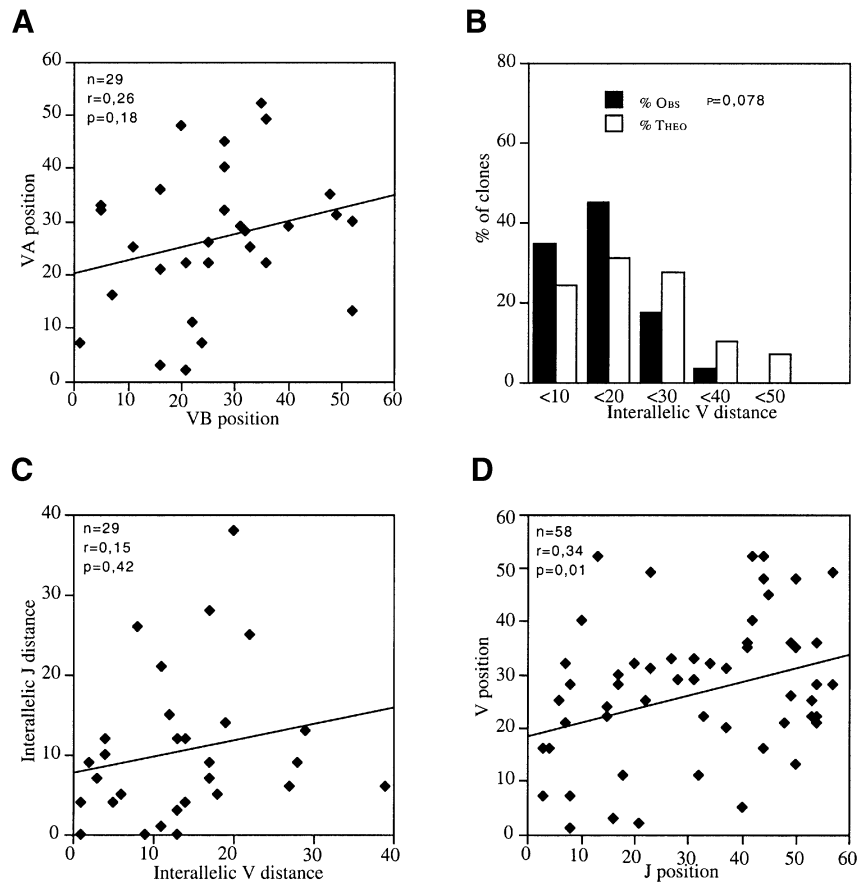 A
n=29
r=0,26
p=0,18
VA position
60
50
40
30
20
10
0
0 10 20 30 40 50 60
VB position
B
% OBS P=0,078
% THEO
% of clones
80
60
40
20
0
<10 <20 <30 <40 <50
Interallelic V distance
C
n=29
r=0,15
p=0,42
Interallelic J distance
40
30
20
10
0
0 10 20 30 40
Interallelic V distance
D
n=58
r=0,34
p=0,01
V position
60
50
40
30
20
10
0
0 10 20 30 40 50 60
J position